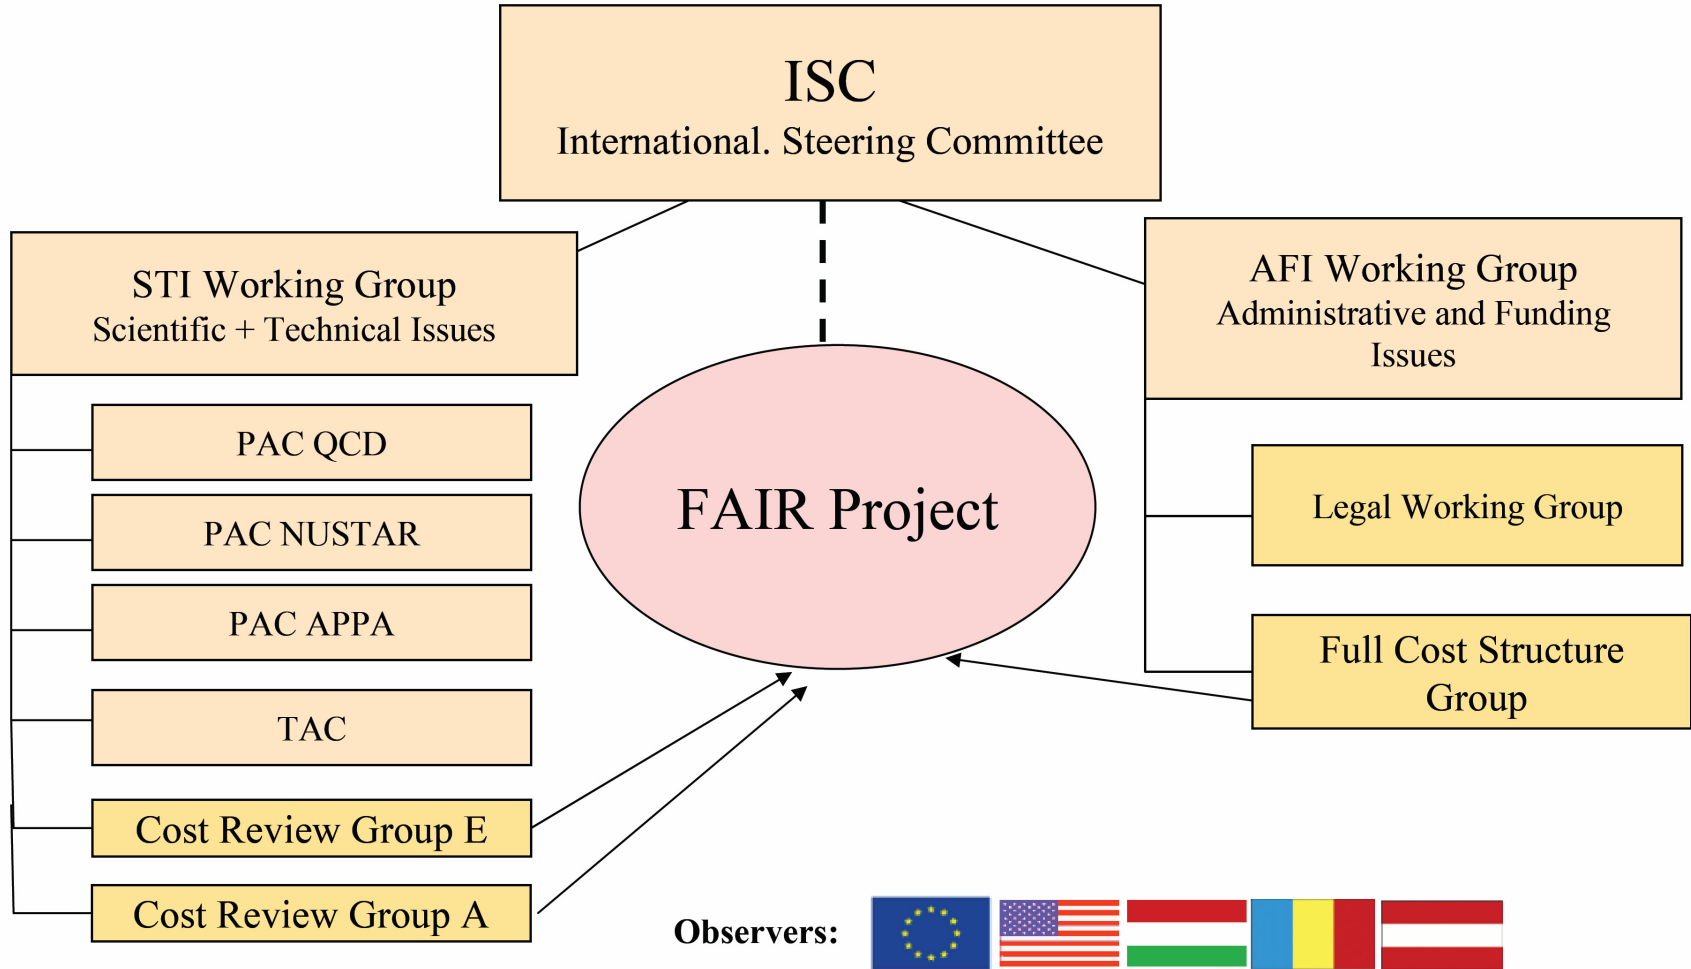 ISC
International. Steering Committee
STI Working Group
Scientific + Technical Issues
AFI Working Group
Administrative and Funding
Issues
PAC QCD
PAC NUSTAR
PAC APPA
TAC
Cost Review Group E
Cost Review Group A
FAIR Project
Legal Working Group
Full Cost Structure
Group
Observers: